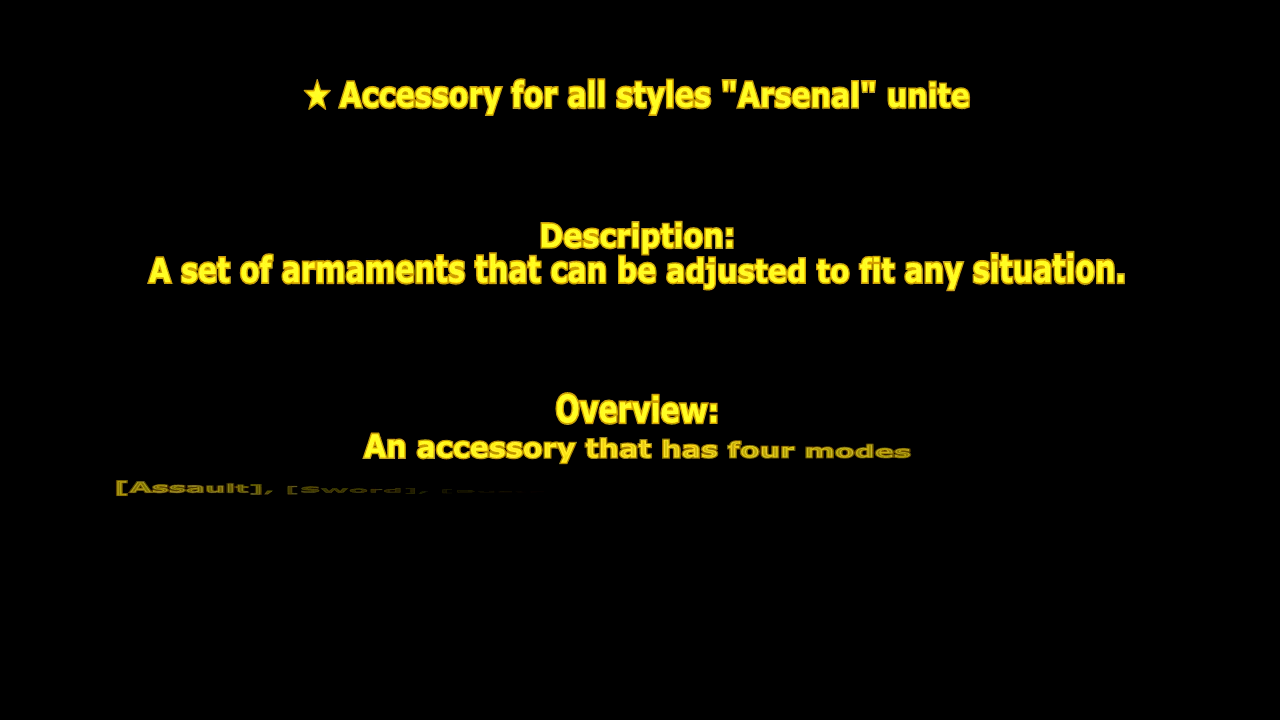 ★ Accessory for all styles "Arsenal" unite
Description:
A set of armaments that can be adjusted to fit any situation.
Overview:
An accessory that has four modes
[Assault], [Sword],